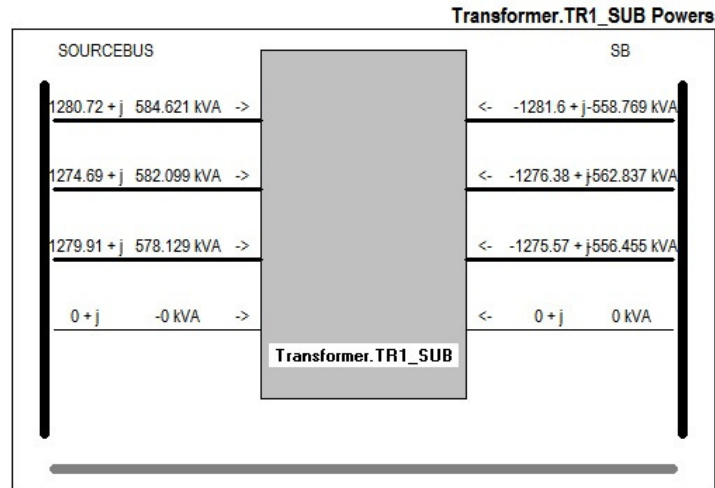 Transformer.TR1_SUB Powers
SOURCEBUS SB
1280.72 + j 584.621 kVA -> <- -1281.6 + j-558.769 kVA
1274.69 + j 582.099 kVA -> <- -1276.38 + j-562.837 kVA
1279.91 + j 578.129 kVA -> <- -1275.57 + j-556.455 kVA
0 + j -0 kVA -> <- 0 + j 0 kVA
Transformer.TR1_SUB